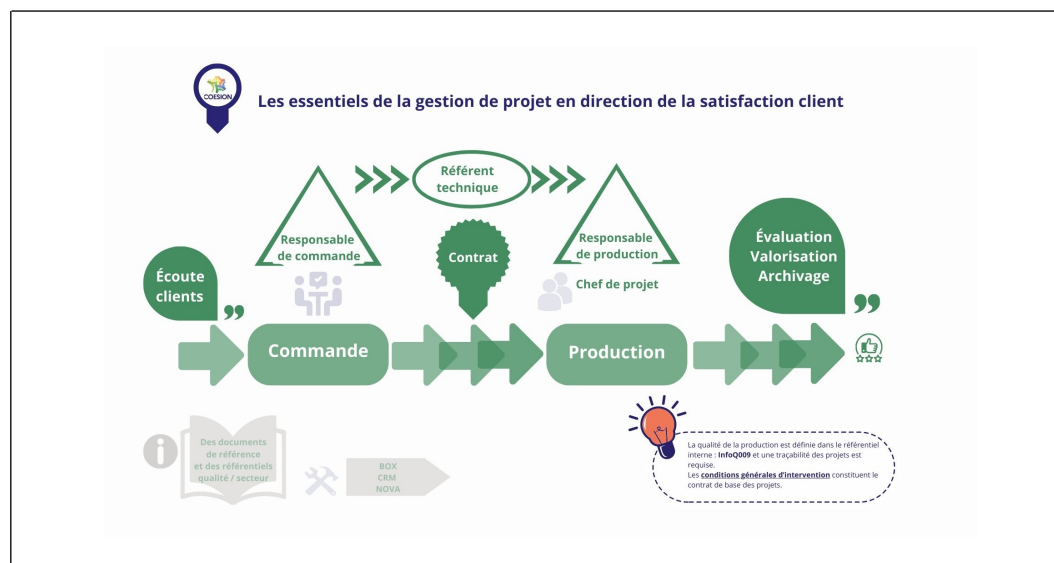 COESION
Les essentiels de la gestion de projet en direction de la satisfaction client
Référent
technique
Responsable
de commande
Contrat
Responsable
de production
Chef de projet
Évaluation
Valorisation
Archivage
Écoute
clients
Commande
Production
Des documents
de référence
et des référentiels
qualité / secteur
BOX
CRM
NOVA
La qualité de la production est définie dans le référentiel
interne : InfoQ009 et une traçabilité des projets est
requise.
Les conditions générales d'intervention constituent le
contrat de base des projets.